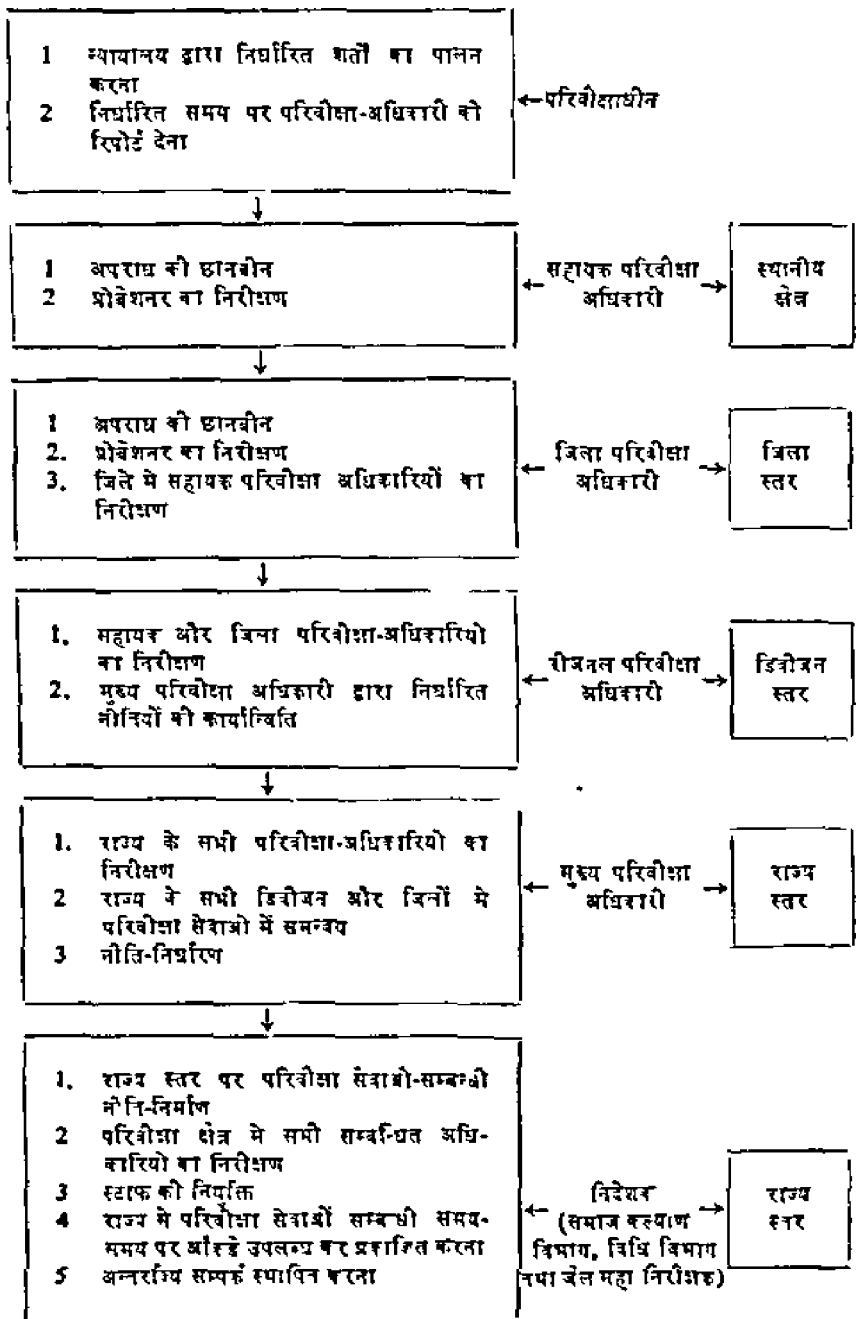 1 न्यायालय द्वारा निर्धारित शर्तों का पालन
करना
2 निर्धारित समय पर परिवीक्षा-अधिकारी को
रिपोर्ट देना
←परिवीक्षाधीन
↓
1 अपराध की छानबीन
2 प्रोबेशनर का निरीक्षण
← सहायक परिवीक्षा →
अधिकारी
स्थानीय
क्षेत्र
↓
1 अपराध की छानबीन
2. प्रोबेशनर का निरीक्षण
3. जिले मे सहायक परिवीक्षा अधिकारियों का
निरीक्षण
← जिला परिवीक्षा →
अधिकारी
जिला
स्तर
↓
1. सहायक और जिला परिवीक्षा-अधिकारियो
का निरीक्षण
2. मुख्य परिवीक्षा अधिकारी द्वारा निर्धारित
नीतियों की कार्यान्विति
← रीजनल परिवीक्षा →
अधिकारी
डिवीजन
स्तर
↓
1. राज्य के सभी परिवीक्षा-अधिकारियो का
निरीक्षण
2 राज्य के सभी डिवीजन और जिलों मे
परिवीक्षा सेवाओ में समन्वय
3 नीति-निर्धारण
← मुख्य परिवीक्षा →
अधिकारी
राज्य
स्तर
↓
1. राज्य स्तर पर परिवीक्षा सेवाओ-सम्बन्धी
नीति-निर्माण
2 परिवीक्षा क्षेत्र मे सभी सम्बन्धित अधि-
कारियो का निरीक्षण
3 स्टाफ की नियुक्ति
4 राज्य मे परिवीक्षा सेवाओं सम्बन्धी समय-
समय पर आँकडे उपलब्ध कर प्रकाशित करना
5 अन्तर्राज्य सम्पर्क स्थापित करना
← निदेशक →
(समाज कल्याण
विभाग, विधि विभाग
तथा जेल महा निरीक्षक)
राज्य
स्तर